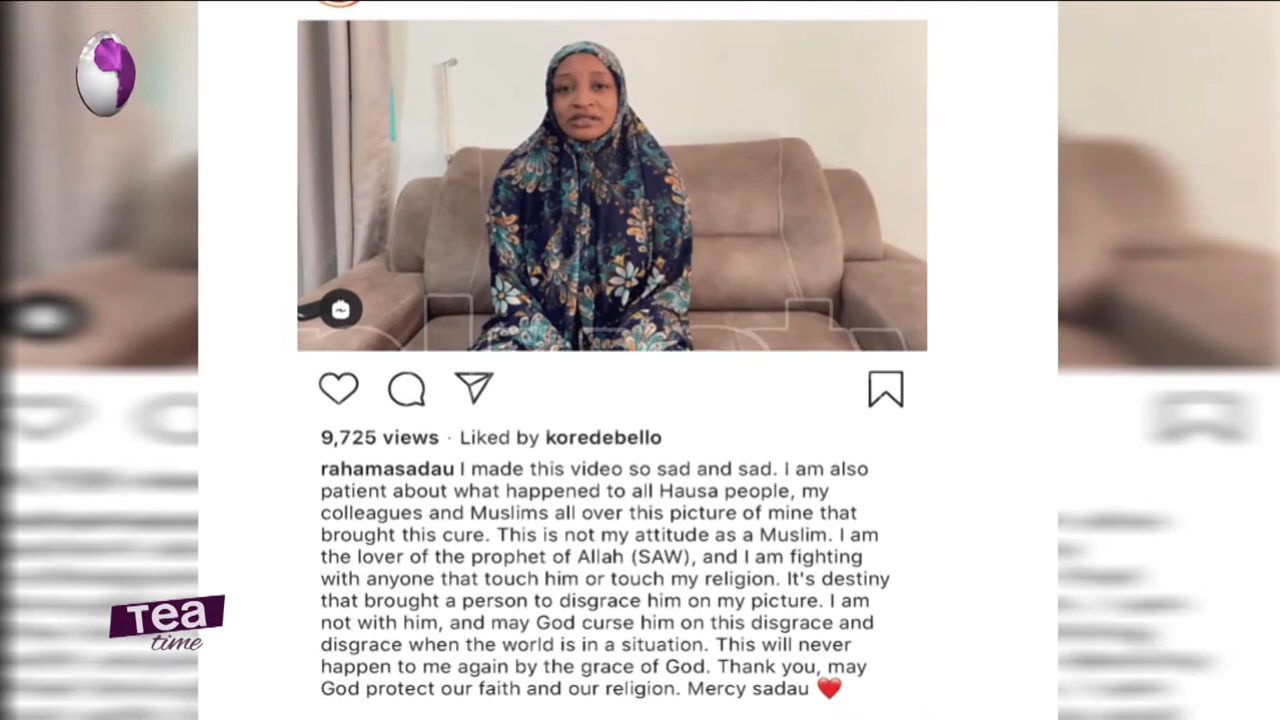 9,725 views · Liked by koredebello
rahamasadau I made this video so sad and sad. I am also
patient about what happened to all Hausa people, my
colleagues and Muslims all over this picture of mine that
brought this cure. This is not my attitude as a Muslim. I am
the lover of the prophet of Allah (SAW), and I am fighting
with anyone that touch him or touch my religion. It's destiny
that brought a person to disgrace him on my picture. I am
not with him, and may God curse him on this disgrace and
disgrace when the world is in a situation. This will never
happen to me again by the grace of God. Thank you, may
God protect our faith and our religion. Mercy sadau ❤️
Tea
time